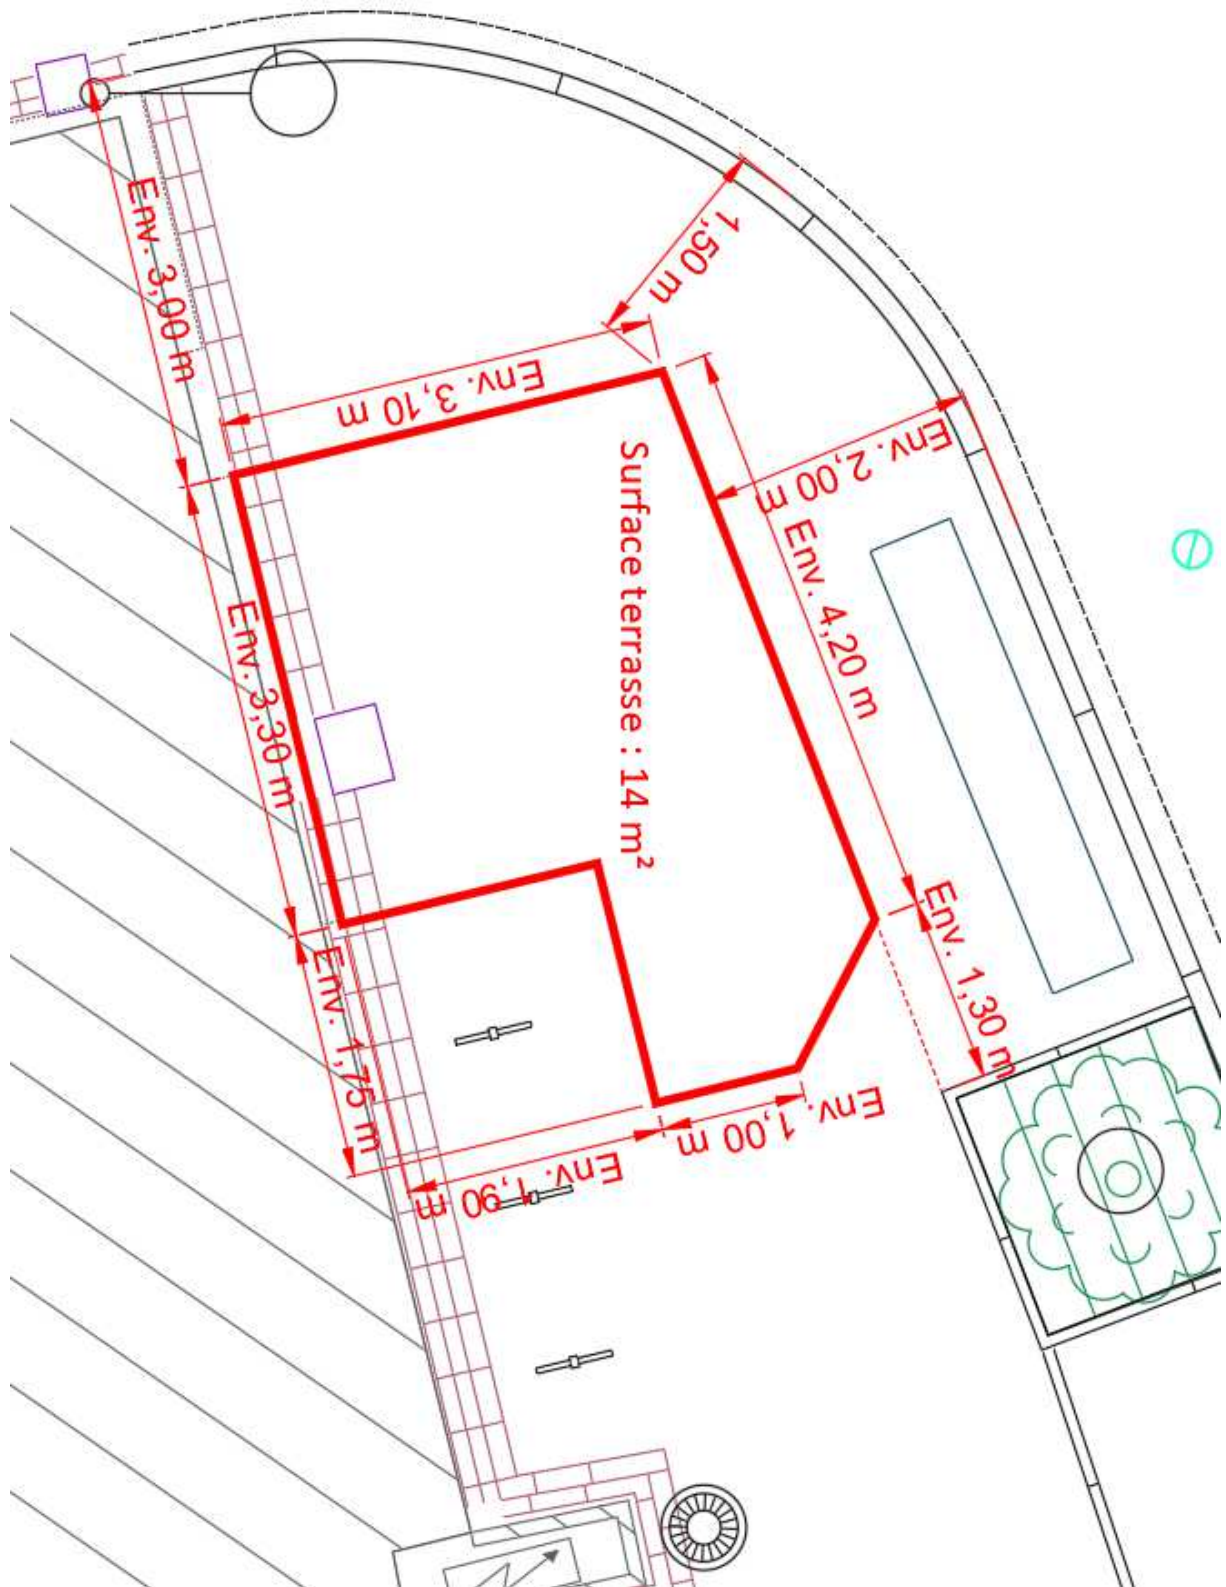 1,50 m
Env. 3,00 m
Env. 3,10 m
Env. 2,00 m
Surface terrasse : 14 m²
Env. 4,20 m
Env. 3,30 m
Env. 1,30 m
Env. 1,75 m
Env. 1,00 m
Env. 1,90 m